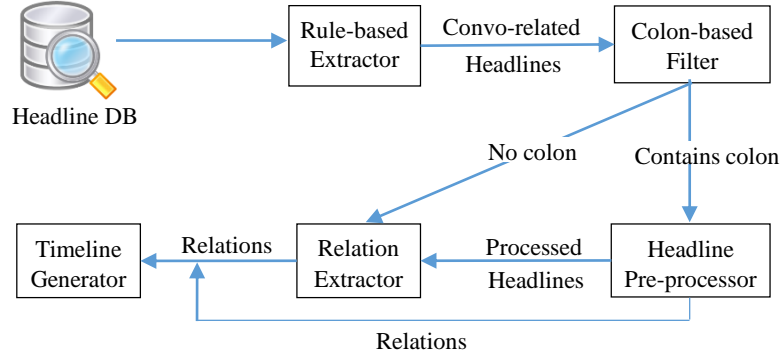 Headline DB
Rule-based
Extractor
Convo-related
Headlines
Colon-based
Filter
No colon
Contains colon
Timeline
Generator
Relations
Relation
Extractor
Processed
Headlines
Headline
Pre-processor
Relations